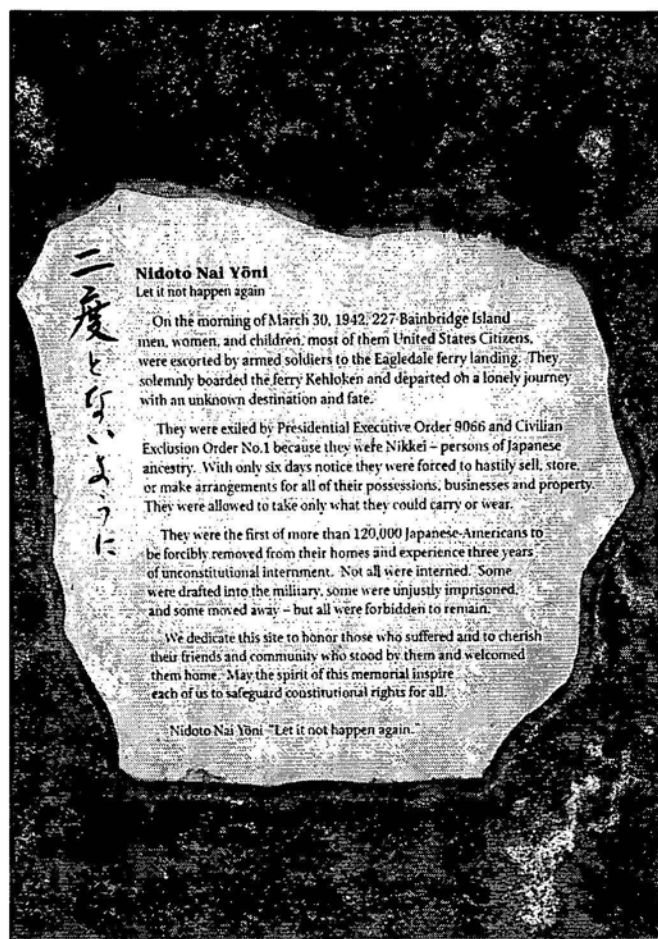 二度とないように
Nidoto Nai Yōni
Let it not happen again
On the morning of March 30, 1942, 227 Bainbridge Island
men, women, and children, most of them United States Citizens,
were escorted by armed soldiers to the Eagledale ferry landing. They
solemnly boarded the ferry Kehloken and departed on a lonely journey
with an unknown destination and fate.
They were exiled by Presidential Executive Order 9066 and Civilian
Exclusion Order No.1 because they were Nikkei – persons of Japanese
ancestry. With only six days notice they were forced to hastily sell, store,
or make arrangements for all of their possessions, businesses and property.
They were allowed to take only what they could carry or wear.
They were the first of more than 120,000 Japanese-Americans to
be forcibly removed from their homes and experience three years
of unconstitutional internment. Not all were interned. Some
were drafted into the military, some were unjustly imprisoned,
and some moved away – but all were forbidden to remain.
We dedicate this site to honor those who suffered and to cherish
their friends and community who stood by them and welcomed
them home. May the spirit of this memorial inspire
each of us to safeguard constitutional rights for all.
Nidoto Nai Yōni "Let it not happen again."